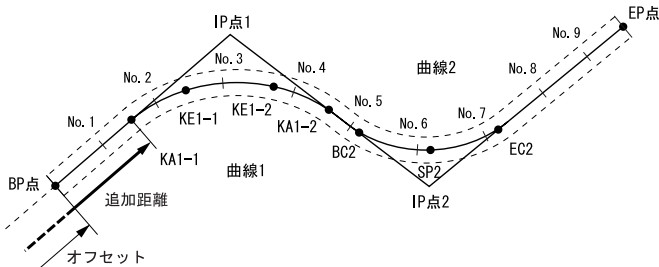 IP点1
EP点
No. 9
No. 3
No. 8
No. 2
No. 4
曲線2
No. 5
KE1-1
KE1-2
No. 7
No. 1
KA1-2
No. 6
BC2
EC2
KA1-1
SP2
曲線1
BP点
追加距離
IP点2
オフセット